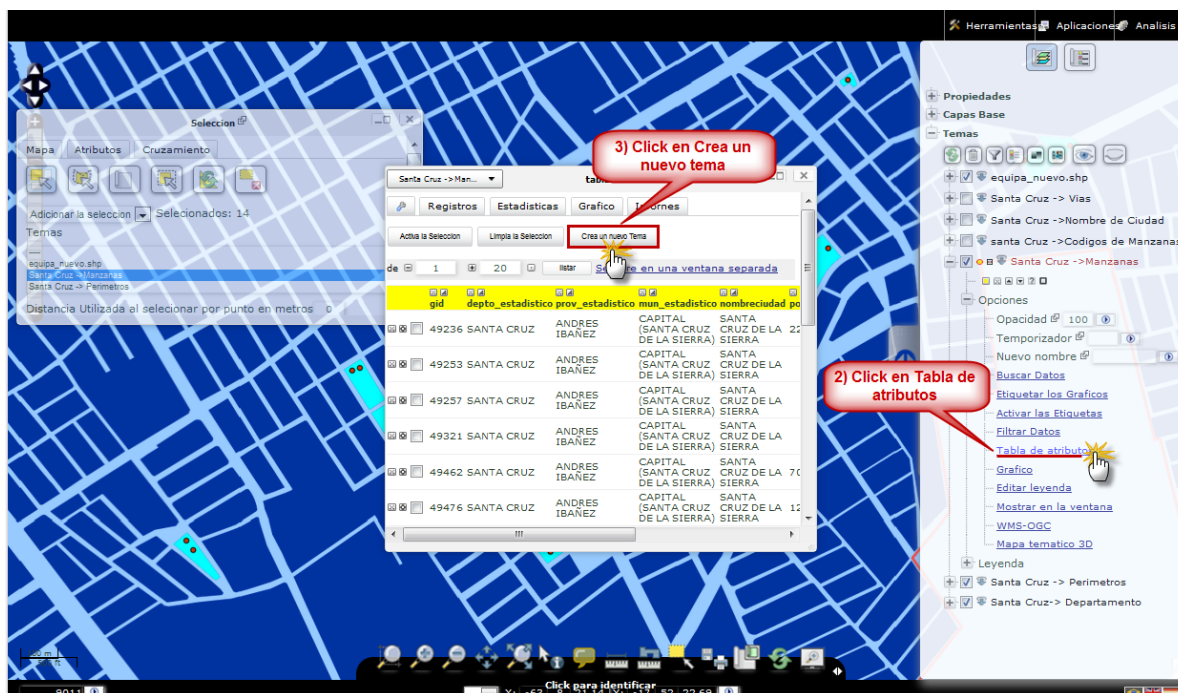 Herramientas Aplicaciones Analisis
Propiedades
Capas Base
Temas
equipa_nuevo.shp
Santa Cruz -> Vias
Santa Cruz ->Nombre de Ciudad
santa Cruz ->Codigos de Manzanas
Santa Cruz ->Manzanas
Opciones
Opacidad 100
Temporizador
Nuevo nombre
Buscar Datos
Etiquetar los Graficos
Activar las Etiquetas
Filtrar Datos
Tabla de atributo
Grafico
Editar leyenda
Mostrar en la ventana
WMS-OGC
Mapa tematico 3D
Leyenda
Santa Cruz -> Perimetros
Santa Cruz-> Departamento
Seleccion
Mapa Atributos Cruzamiento
Adicionar la seleccion Selecionados: 14
Temas
---
equipa_nuevo.shp
Santa Cruz ->Manzanas
Santa Cruz -> Perimetros
Distancia Utilizada al selecionar por punto en metros 0
3) Click en Crea un
nuevo tema
Santa Cruz ->Man...
Registros Estadisticas Grafico
Activa la Seleccion Limpia la Seleccion Crea un nuevo Tema
de 1 20 listar en una ventana separada
gid depto_estadistico prov_estadistico mun_estadistico nombreciudad po
49236 SANTA CRUZ ANDRES IBAÑEZ CAPITAL (SANTA CRUZ DE LA SIERRA) SANTA CRUZ DE LA SIERRA 22
49253 SANTA CRUZ ANDRES IBAÑEZ CAPITAL (SANTA CRUZ DE LA SIERRA) SANTA CRUZ DE LA SIERRA
49257 SANTA CRUZ ANDRES IBAÑEZ CAPITAL (SANTA CRUZ DE LA SIERRA) SANTA CRUZ DE LA SIERRA
49321 SANTA CRUZ ANDRES IBAÑEZ CAPITAL (SANTA CRUZ DE LA SIERRA) SANTA CRUZ DE LA SIERRA
49462 SANTA CRUZ ANDRES IBAÑEZ CAPITAL (SANTA CRUZ DE LA SIERRA) SANTA CRUZ DE LA SIERRA 70
49476 SANTA CRUZ ANDRES IBAÑEZ CAPITAL (SANTA CRUZ DE LA SIERRA) SANTA CRUZ DE LA SIERRA 12
2) Click en Tabla de
atributos
Click para identificar